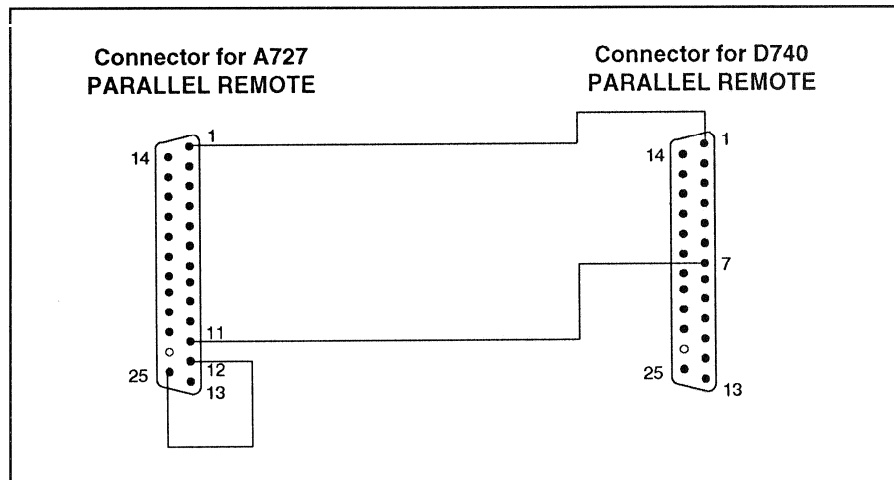 Connector for A727
PARALLEL REMOTE
1
14
11
12
25
13
Connector for D740
PARALLEL REMOTE
1
14
7
25
13